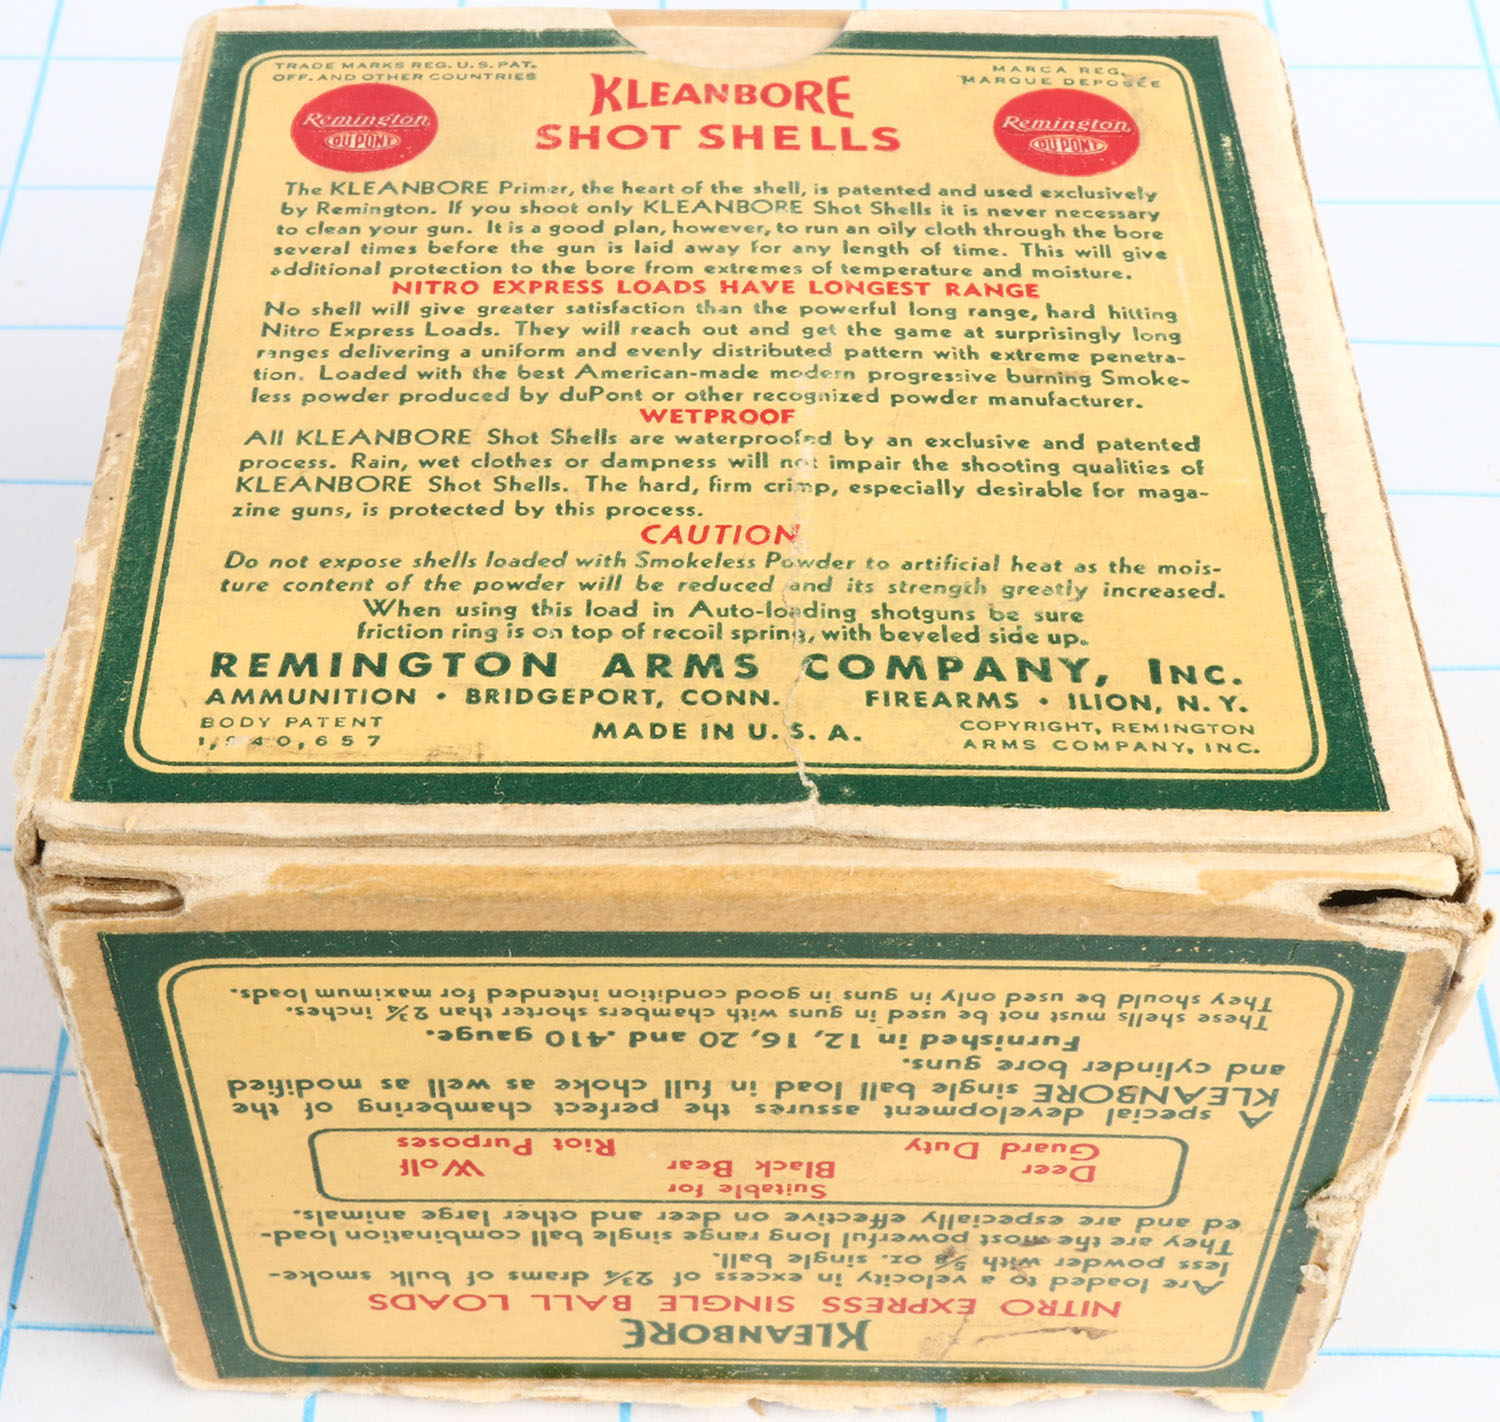 TRADE MARKS REG. U. S. PAT.
OFF. AND OTHER COUNTRIES
MARCA REG.
MARQUE DEPOSÉE
KLEANBORE
SHOT SHELLS
Remington
DU PONT
Remington
DU PONT
The KLEANBORE Primer, the heart of the shell, is patented and used exclusively
by Remington. If you shoot only KLEANBORE Shot Shells it is never necessary
to clean your gun. It is a good plan, however, to run an oily cloth through the bore
several times before the gun is laid away for any length of time. This will give
additional protection to the bore from extremes of temperature and moisture.
NITRO EXPRESS LOADS HAVE LONGEST RANGE
No shell will give greater satisfaction than the powerful long range, hard hitting
Nitro Express Loads. They will reach out and get the game at surprisingly long
ranges delivering a uniform and evenly distributed pattern with extreme penetra-
tion. Loaded with the best American-made modern progressive burning Smoke-
less powder produced by duPont or other recognized powder manufacturer.
WETPROOF
All KLEANBORE Shot Shells are waterproofed by an exclusive and patented
process. Rain, wet clothes or dampness will not impair the shooting qualities of
KLEANBORE Shot Shells. The hard, firm crimp, especially desirable for maga-
zine guns, is protected by this process.
CAUTION
Do not expose shells loaded with Smokeless Powder to artificial heat as the mois-
ture content of the powder will be reduced and its strength greatly increased.
When using this load in Auto-loading shotguns be sure
friction ring is on top of recoil spring, with beveled side up.
REMINGTON ARMS COMPANY, INC.
AMMUNITION • BRIDGEPORT, CONN. FIREARMS • ILION, N. Y.
BODY PATENT
1,940,657
MADE IN U. S. A.
COPYRIGHT, REMINGTON
ARMS COMPANY, INC.
KLEANBORE
NITRO EXPRESS SINGLE BALL LOADS
Are loaded to a velocity in excess of 2¾ drams of bulk smoke-
less powder with ⅝ oz. single ball.
They are the most powerful long range single ball combination load-
ed and are especially effective on deer and other large animals.
Suitable for
Deer Black Bear Wolf
Guard Duty Riot Purposes
A special development assures the perfect chambering of the
KLEANBORE single ball load in full choke as well as modified
and cylinder bore guns.
Furnished in 12, 16, 20 and .410 gauge.
These shells must not be used in guns with chambers shorter than 2¾ inches.
They should be used only in guns in good condition intended for maximum loads.